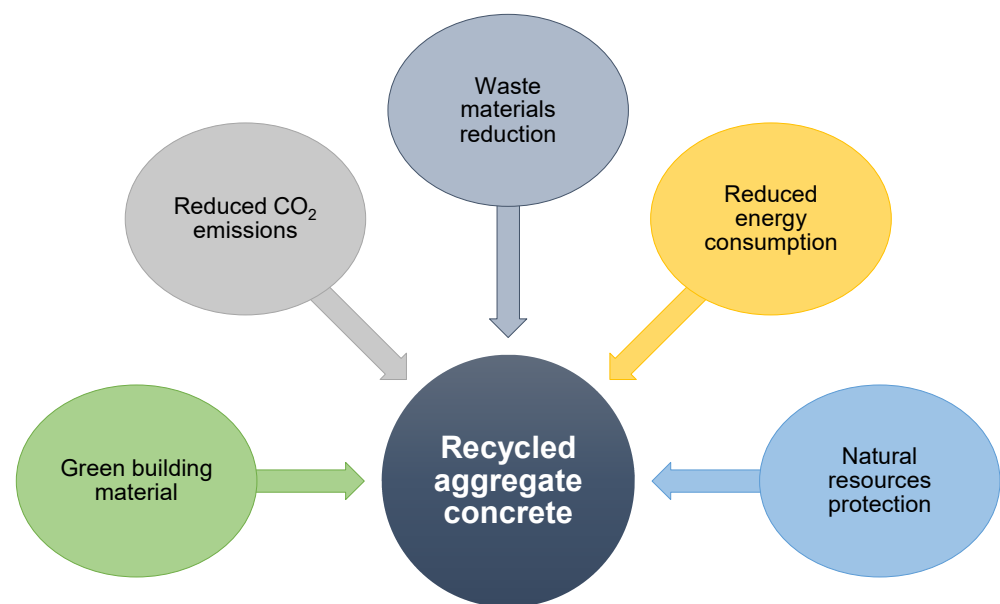 Waste
materials
reduction
Reduced CO₂
emissions
Reduced
energy
consumption
Green building
material
Recycled
aggregate
concrete
Natural
resources
protection